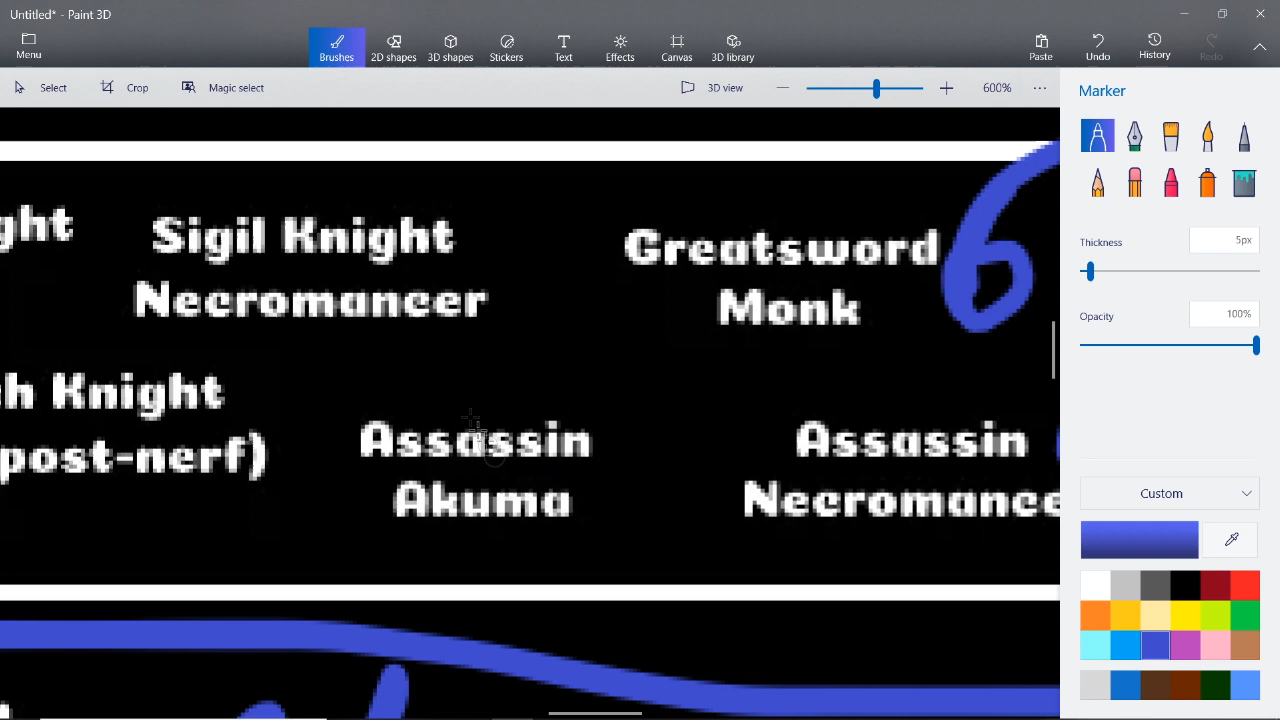 Untitled* - Paint 3D
Menu
Brushes
2D shapes
3D shapes
Stickers
Text
Effects
Canvas
3D library
Paste
Undo
History
Redo
Select
Crop
Magic select
3D view
600%
Marker
Thickness
5px
Opacity
100%
Custom
ght
Sigil Knight
Necromancer
Greatsword
Monk
6
h Knight
post-nerf)
Assassin
Akuma
Assassin
Necromance